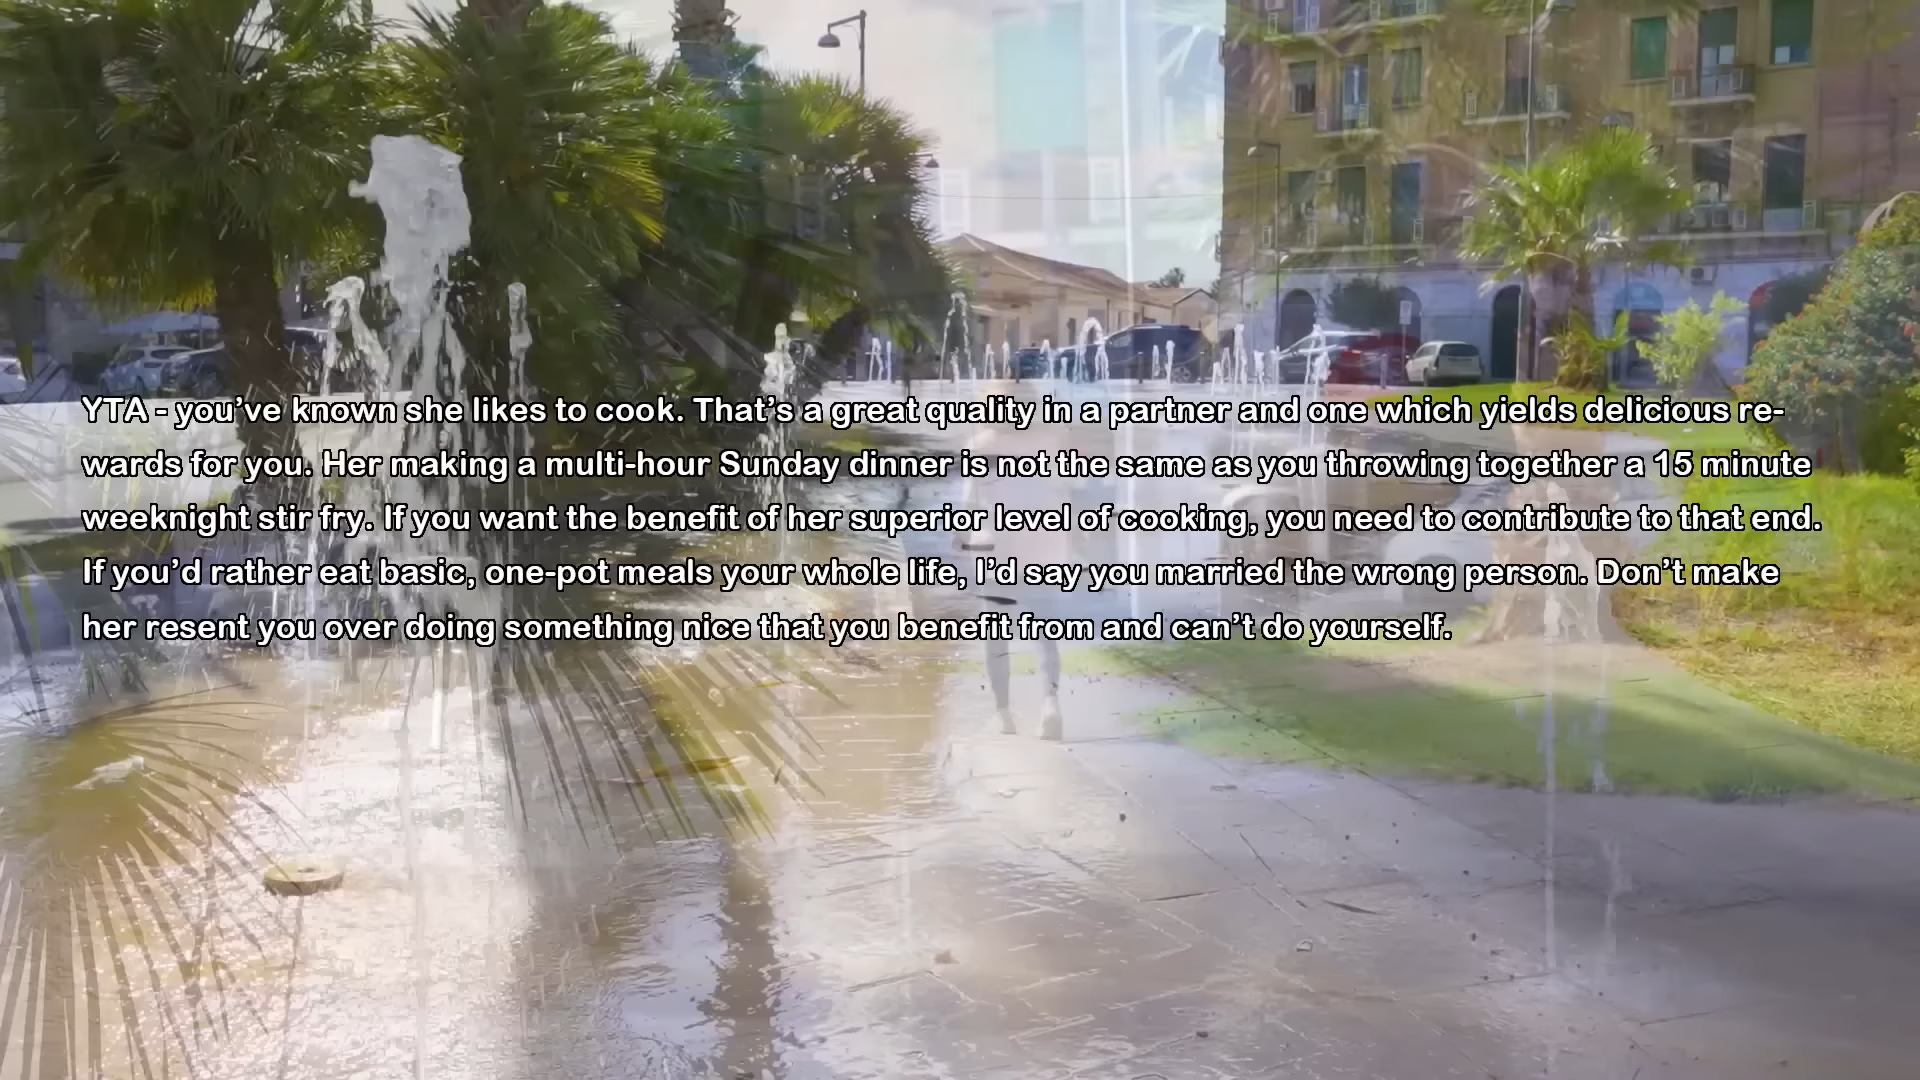 YTA - you’ve known she likes to cook. That’s a great quality in a partner and one which yields delicious re-
wards for you. Her making a multi-hour Sunday dinner is not the same as you throwing together a 15 minute
weeknight stir fry. If you want the benefit of her superior level of cooking, you need to contribute to that end.
If you’d rather eat basic, one-pot meals your whole life, I’d say you married the wrong person. Don’t make
her resent you over doing something nice that you benefit from and can’t do yourself.